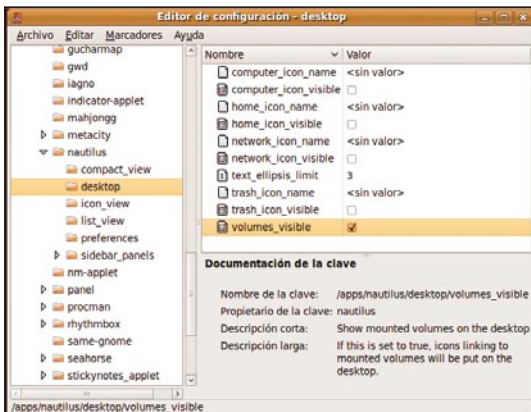 Editor de configuración - desktop
Archivo Editar Marcadores Ayuda
gucharmap
gwd
iagno
indicator-applet
mahjongg
metacity
nautilus
compact_view
desktop
icon_view
list_view
preferences
sidebar_panels
nm-applet
panel
procman
rhythmbox
same-gnome
seahorse
stickynotes_applet
Nombre Valor
computer_icon_name <sin valor>
computer_icon_visible
home_icon_name <sin valor>
home_icon_visible
network_icon_name <sin valor>
network_icon_visible
text_ellipsis_limit 3
trash_icon_name <sin valor>
trash_icon_visible
volumes_visible
Documentación de la clave
Nombre de la clave: /apps/nautilus/desktop/volumes_visible
Propietario de la clave: nautilus
Descripción corta: Show mounted volumes on the desktop
Descripción larga: If this is set to true, icons linking to
mounted volumes will be put on the
desktop.
/apps/nautilus/desktop/volumes_visible